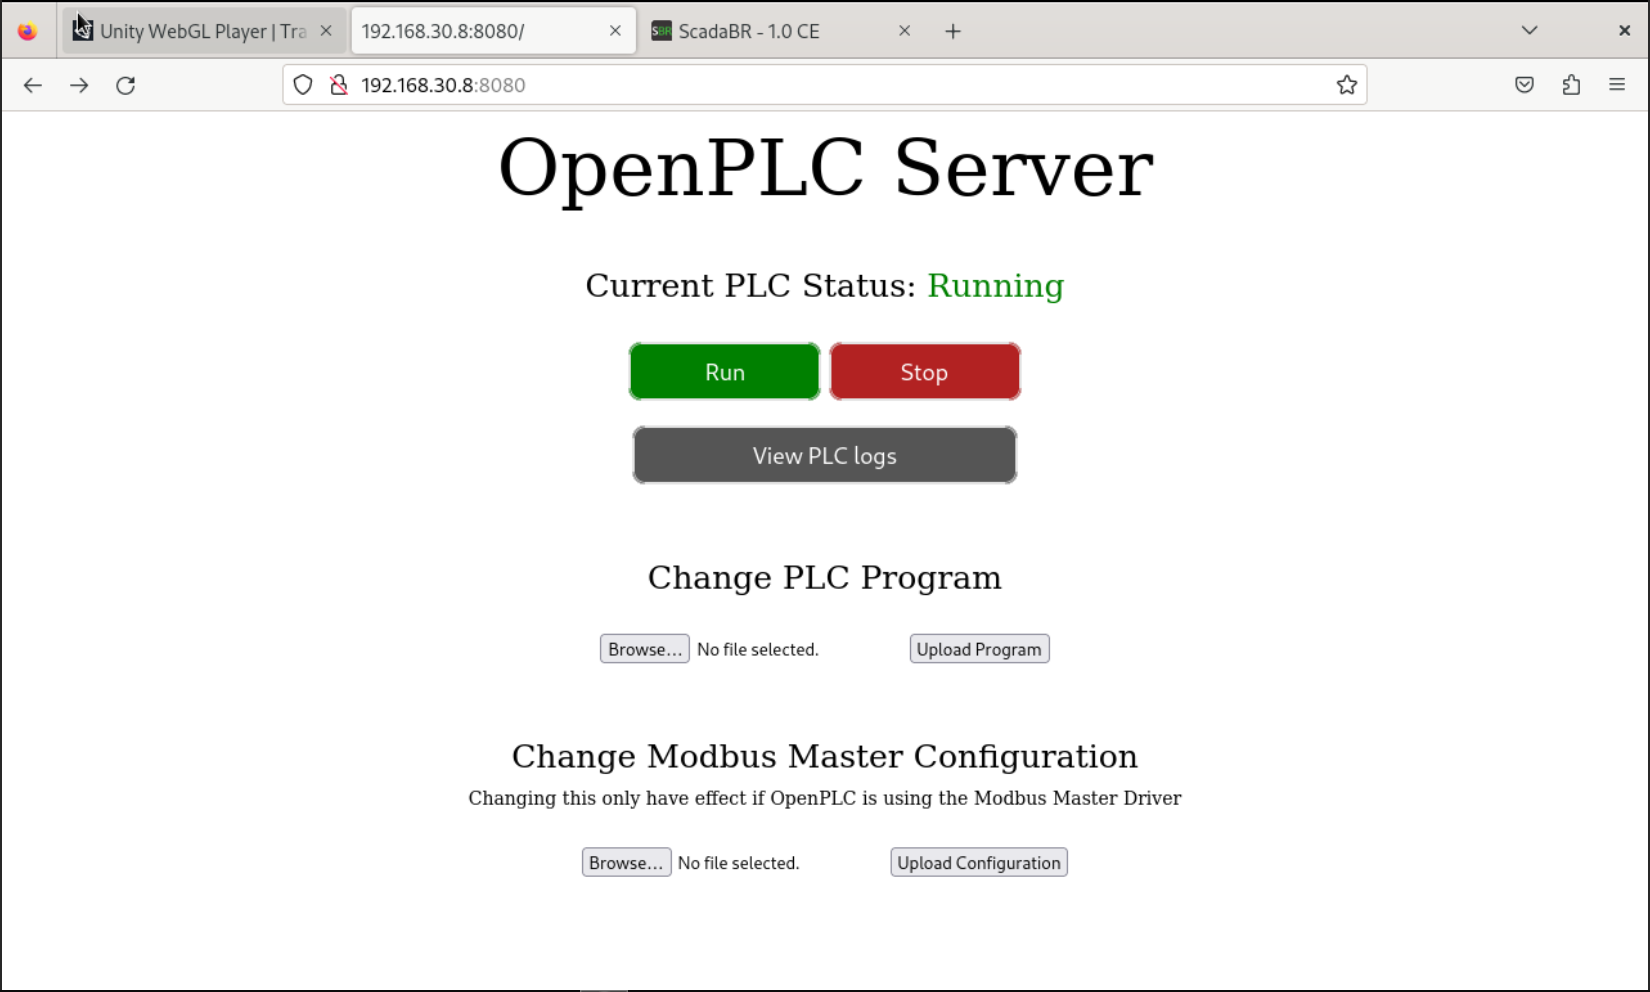 Unity WebGL Player | Tra
192.168.30.8:8080/
SBR ScadaBR - 1.0 CE
192.168.30.8:8080
OpenPLC Server
Current PLC Status: Running
Run Stop
View PLC logs
Change PLC Program
Browse... No file selected. Upload Program
Change Modbus Master Configuration
Changing this only have effect if OpenPLC is using the Modbus Master Driver
Browse... No file selected. Upload Configuration